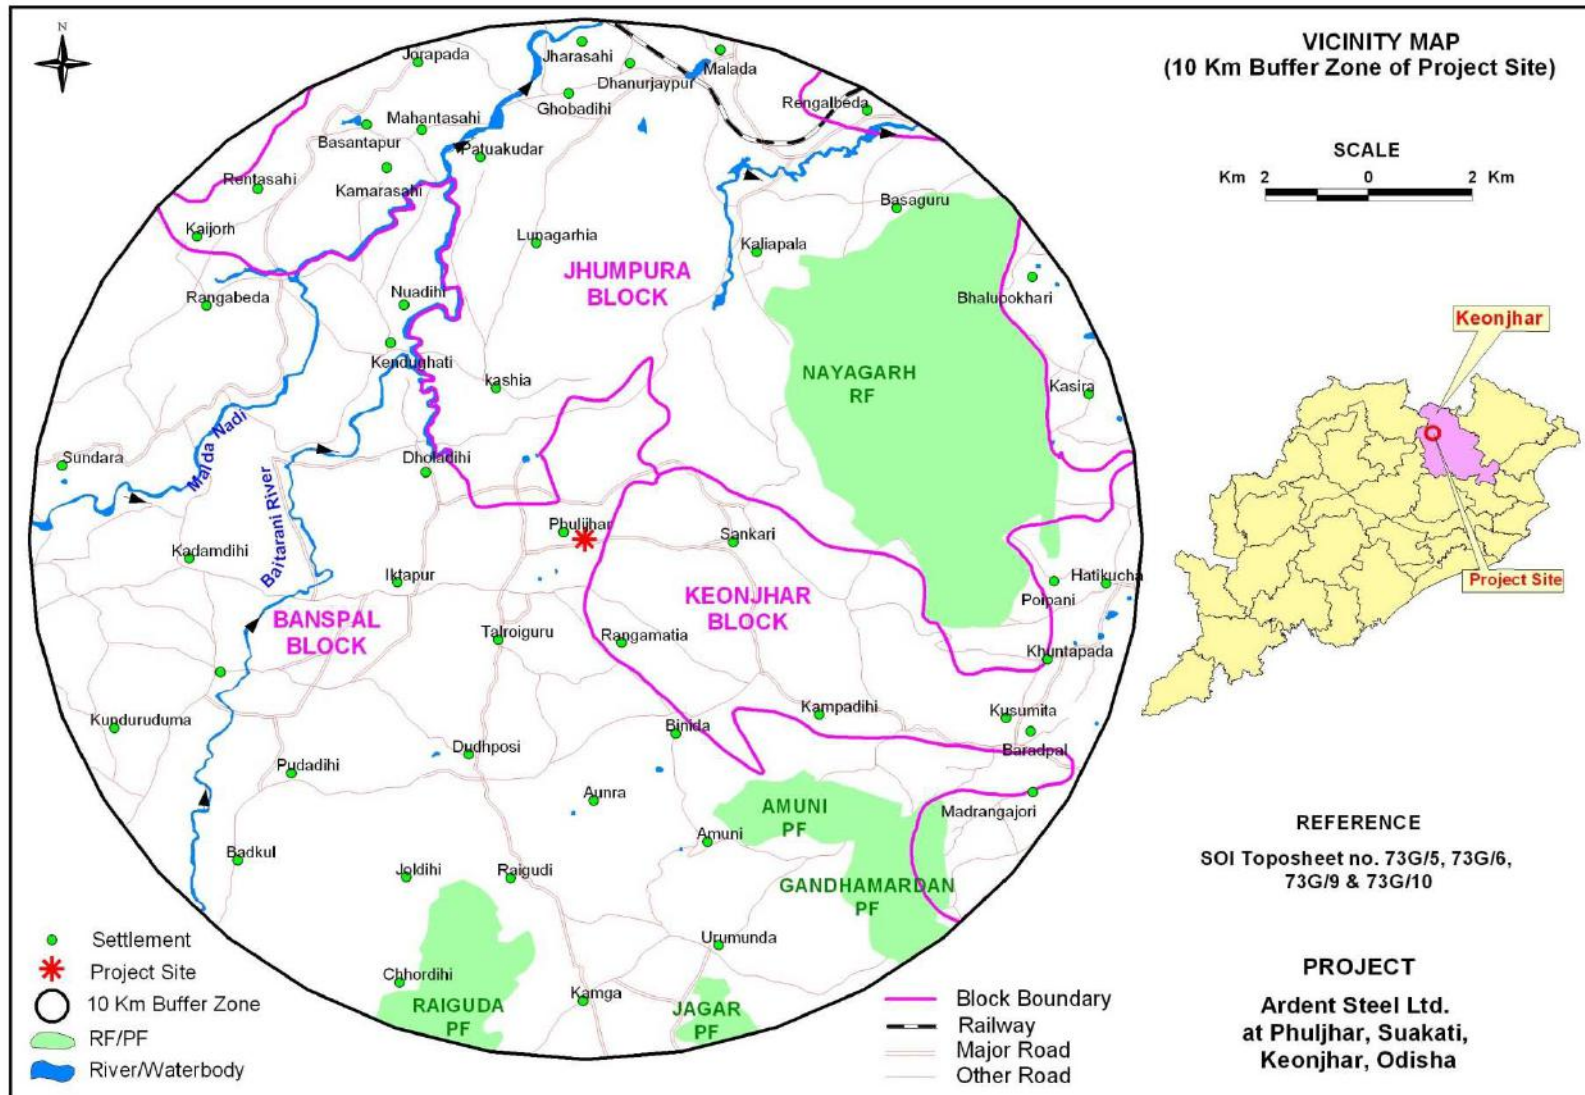 VICINITY MAP
(10 Km Buffer Zone of Project Site)
SCALE
Km 2 0 2 Km
N
Jorapada
Jharasahi
Malada
Dhanurjaypur
Ghobadihi
Rengalbeda
Mahantasahi
Basantapur
Patuakudar
Rentasahi
Kamarasahi
Basaguru
Kaijorh
Lunagarhia
Kaliapala
JHUMPURA
BLOCK
Rangabeda
Nuadihi
Bhalupokhari
Kendughati
kashia
NAYAGARH
RF
Kasira
Keonjhar
Malda Nadi
Sundara
Dholadihi
Baitarani River
Phuljhar
Sankari
Kadamdihi
Iktapur
Hatikucha
Poipani
Project Site
BANSPAL
BLOCK
KEONJHAR
BLOCK
Talroiguru
Rangamatia
Khuntapada
Kunduruduma
Kampadihi
Kusumita
Binida
Dudhposi
Baradpal
Pudadihi
Aunra
AMUNI
PF
Madrangajori
Amuni
Badkul
Joldihi
Raigudi
GANDHAMARDAN
PF
REFERENCE
SOI Toposheet no. 73G/5, 73G/6,
73G/9 & 73G/10
Urumunda
Chhordihi
RAIGUDA
PF
Kamga
JAGAR
PF
Settlement
Project Site
10 Km Buffer Zone
RF/PF
River/Waterbody
Block Boundary
Railway
Major Road
Other Road
PROJECT
Ardent Steel Ltd.
at Phuljhar, Suakati,
Keonjhar, Odisha